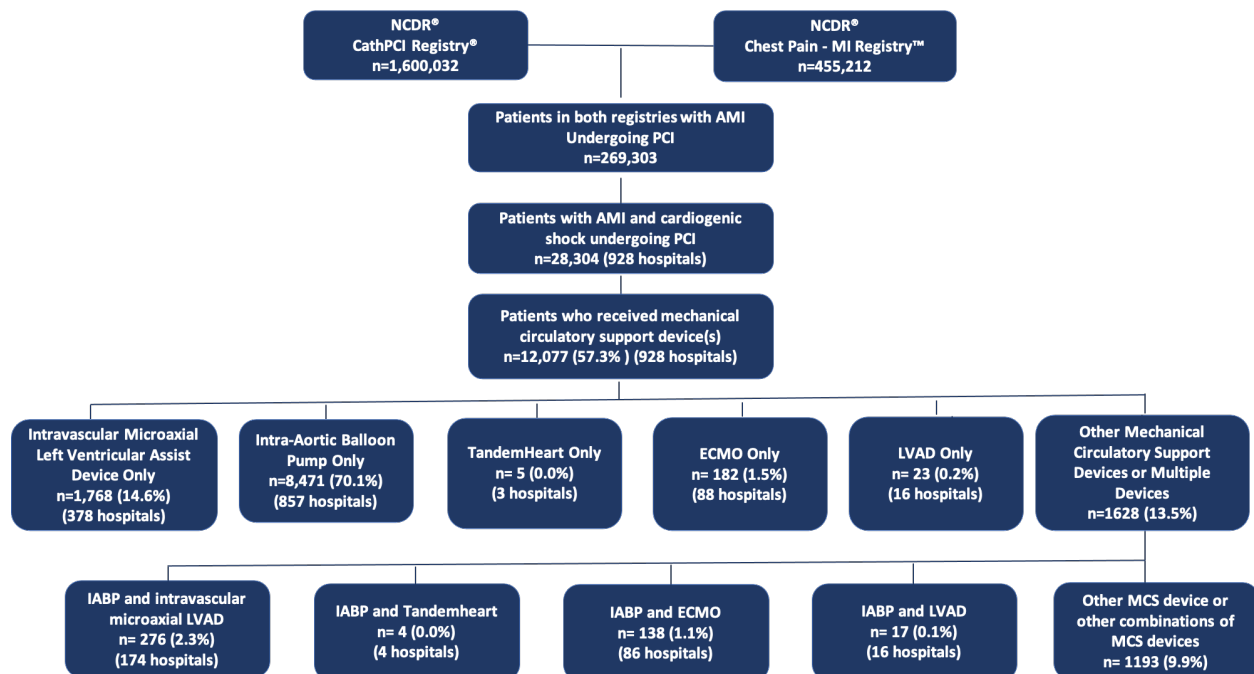 NCDR®
CathPCI Registry®
n=1,600,032
NCDR®
Chest Pain - MI Registry™
n=455,212
Patients in both registries with AMI
Undergoing PCI
n=269,303
Patients with AMI and cardiogenic
shock undergoing PCI
n=28,304 (928 hospitals)
Patients who received mechanical
circulatory support device(s)
n=12,077 (57.3% ) (928 hospitals)
Intravascular Microaxial
Left Ventricular Assist
Device Only
n=1,768 (14.6%)
(378 hospitals)
Intra-Aortic Balloon
Pump Only
n=8,471 (70.1%)
(857 hospitals)
TandemHeart Only
n= 5 (0.0%)
(3 hospitals)
ECMO Only
n= 182 (1.5%)
(88 hospitals)
LVAD Only
n= 23 (0.2%)
(16 hospitals)
Other Mechanical
Circulatory Support
Devices or Multiple
Devices
n=1628 (13.5%)
IABP and intravascular
microaxial LVAD
n= 276 (2.3%)
(174 hospitals)
IABP and Tandemheart
n= 4 (0.0%)
(4 hospitals)
IABP and ECMO
n= 138 (1.1%)
(86 hospitals)
IABP and LVAD
n= 17 (0.1%)
(16 hospitals)
Other MCS device or
other combinations of
MCS devices
n= 1193 (9.9%)